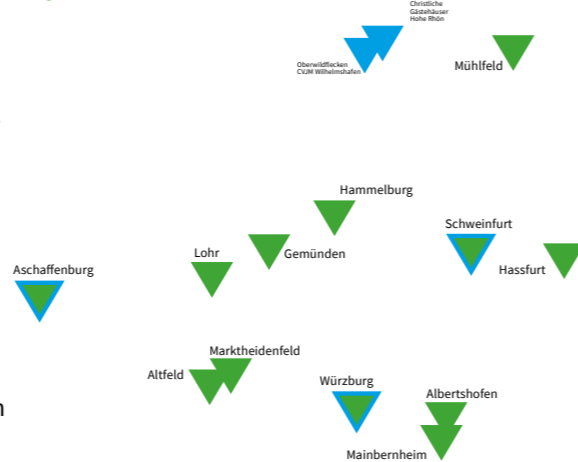 Christliche
Gästehäuser
Hohe Rhön
Oberwildflecken
CVJM Wilhelmshafen
Mühlfeld
Hammelburg
Schweinfurt
Lohr
Gemünden
Hassfurt
Aschaffenburg
Marktheidenfeld
Altfeld
Würzburg
Albertshofen
n
Mainbernheim